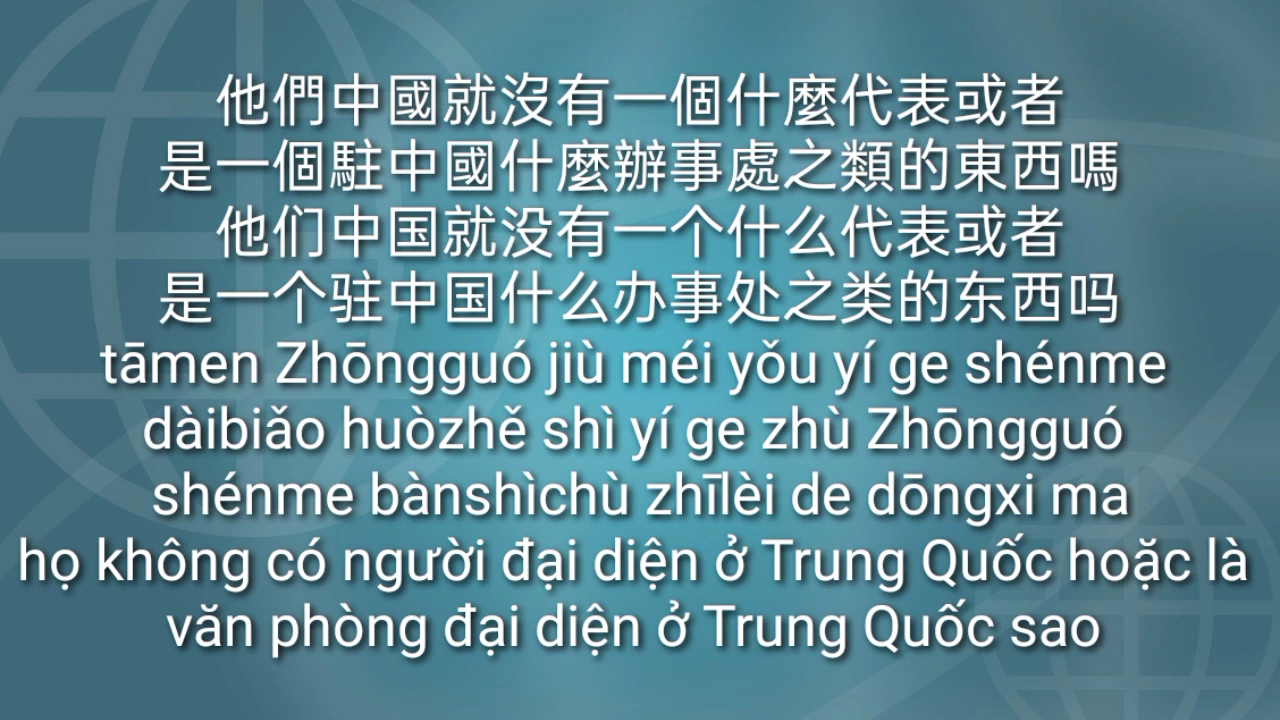 他們中國就沒有一個什麼代表或者
是一個駐中國什麼辦事處之類的東西嗎
他们中国就没有一个什么代表或者
是一个驻中国什么办事处之类的东西吗
tāmen Zhōngguó jiù méi yǒu yí ge shénme
dàibiǎo huòzhě shì yí ge zhù Zhōngguó
shénme bànshìchù zhīlèi de dōngxi ma
họ không có người đại diện ở Trung Quốc hoặc là
văn phòng đại diện ở Trung Quốc sao